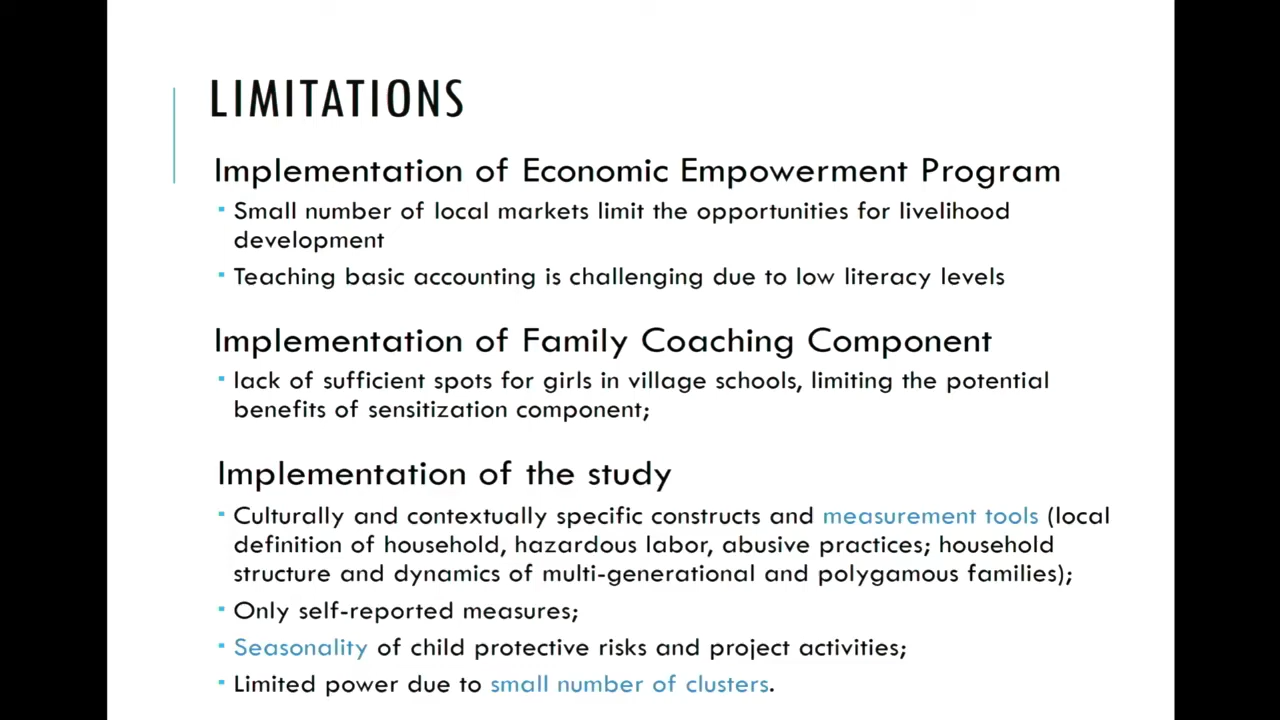 LIMITATIONS
Implementation of Economic Empowerment Program
Small number of local markets limit the opportunities for livelihood
development
Teaching basic accounting is challenging due to low literacy levels
Implementation of Family Coaching Component
lack of sufficient spots for girls in village schools, limiting the potential
benefits of sensitization component;
Implementation of the study
Culturally and contextually specific constructs and measurement tools (local
definition of household, hazardous labor, abusive practices; household
structure and dynamics of multi-generational and polygamous families);
Only self-reported measures;
Seasonality of child protective risks and project activities;
Limited power due to small number of clusters.